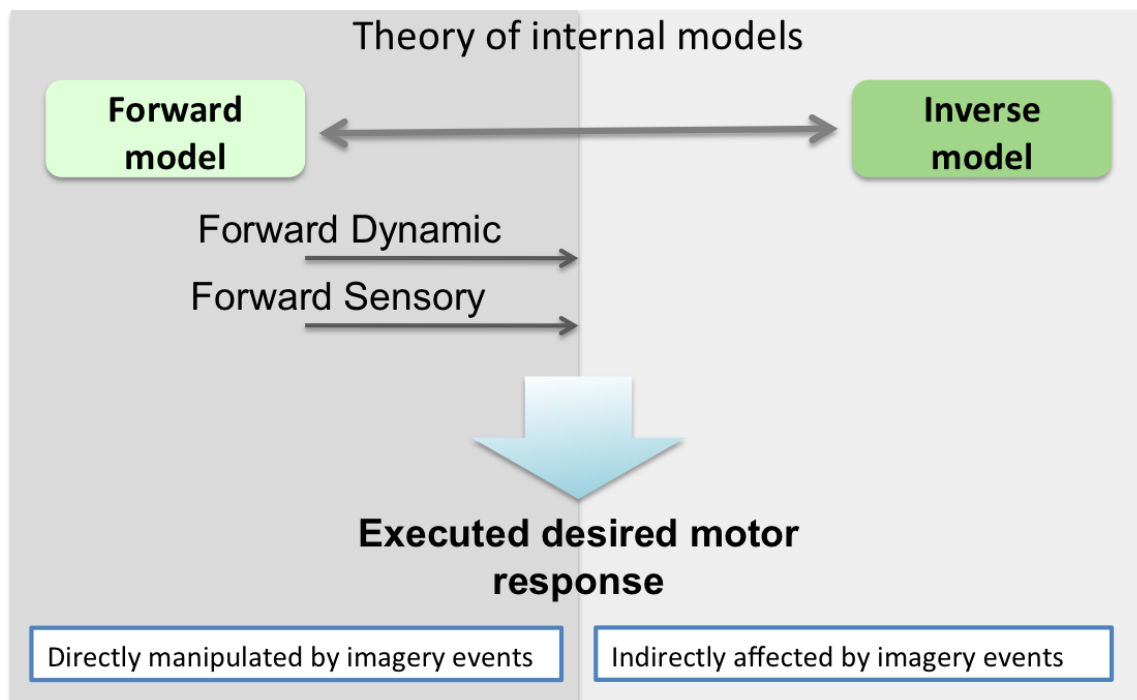 Theory of internal models
Forward
model
Inverse
model
Forward Dynamic
Forward Sensory
Executed desired motor
response
Directly manipulated by imagery events
Indirectly affected by imagery events